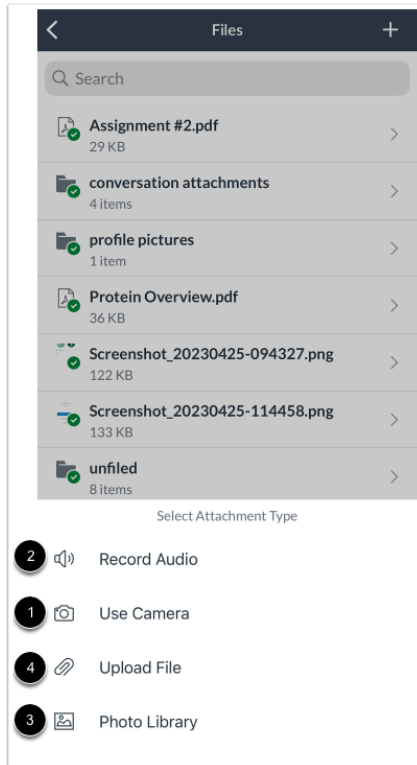 Files
Search
Assignment #2.pdf
29 KB
conversation attachments
4 items
profile pictures
1 item
Protein Overview.pdf
36 KB
Screenshot_20230425-094327.png
122 KB
Screenshot_20230425-114458.png
133 KB
unfiled
8 items
Select Attachment Type
2 Record Audio
1 Use Camera
4 Upload File
3 Photo Library